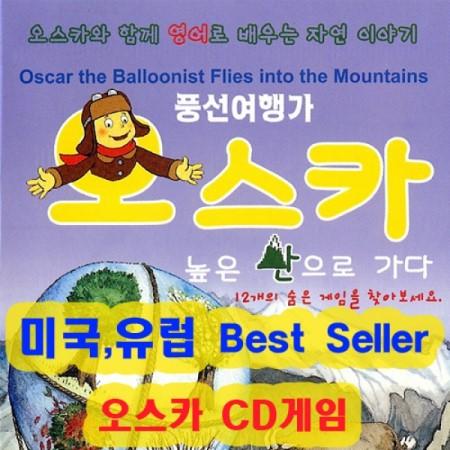 오스카와 함께 영어로 배우는 자연 이야기
Oscar the Balloonist Flies into the Mountains
풍선여행가
오스카
높은 산으로 가다
12개의 숨은 게임을 찾아보세요.
미국,유럽 Best Seller
오스카 CD게임